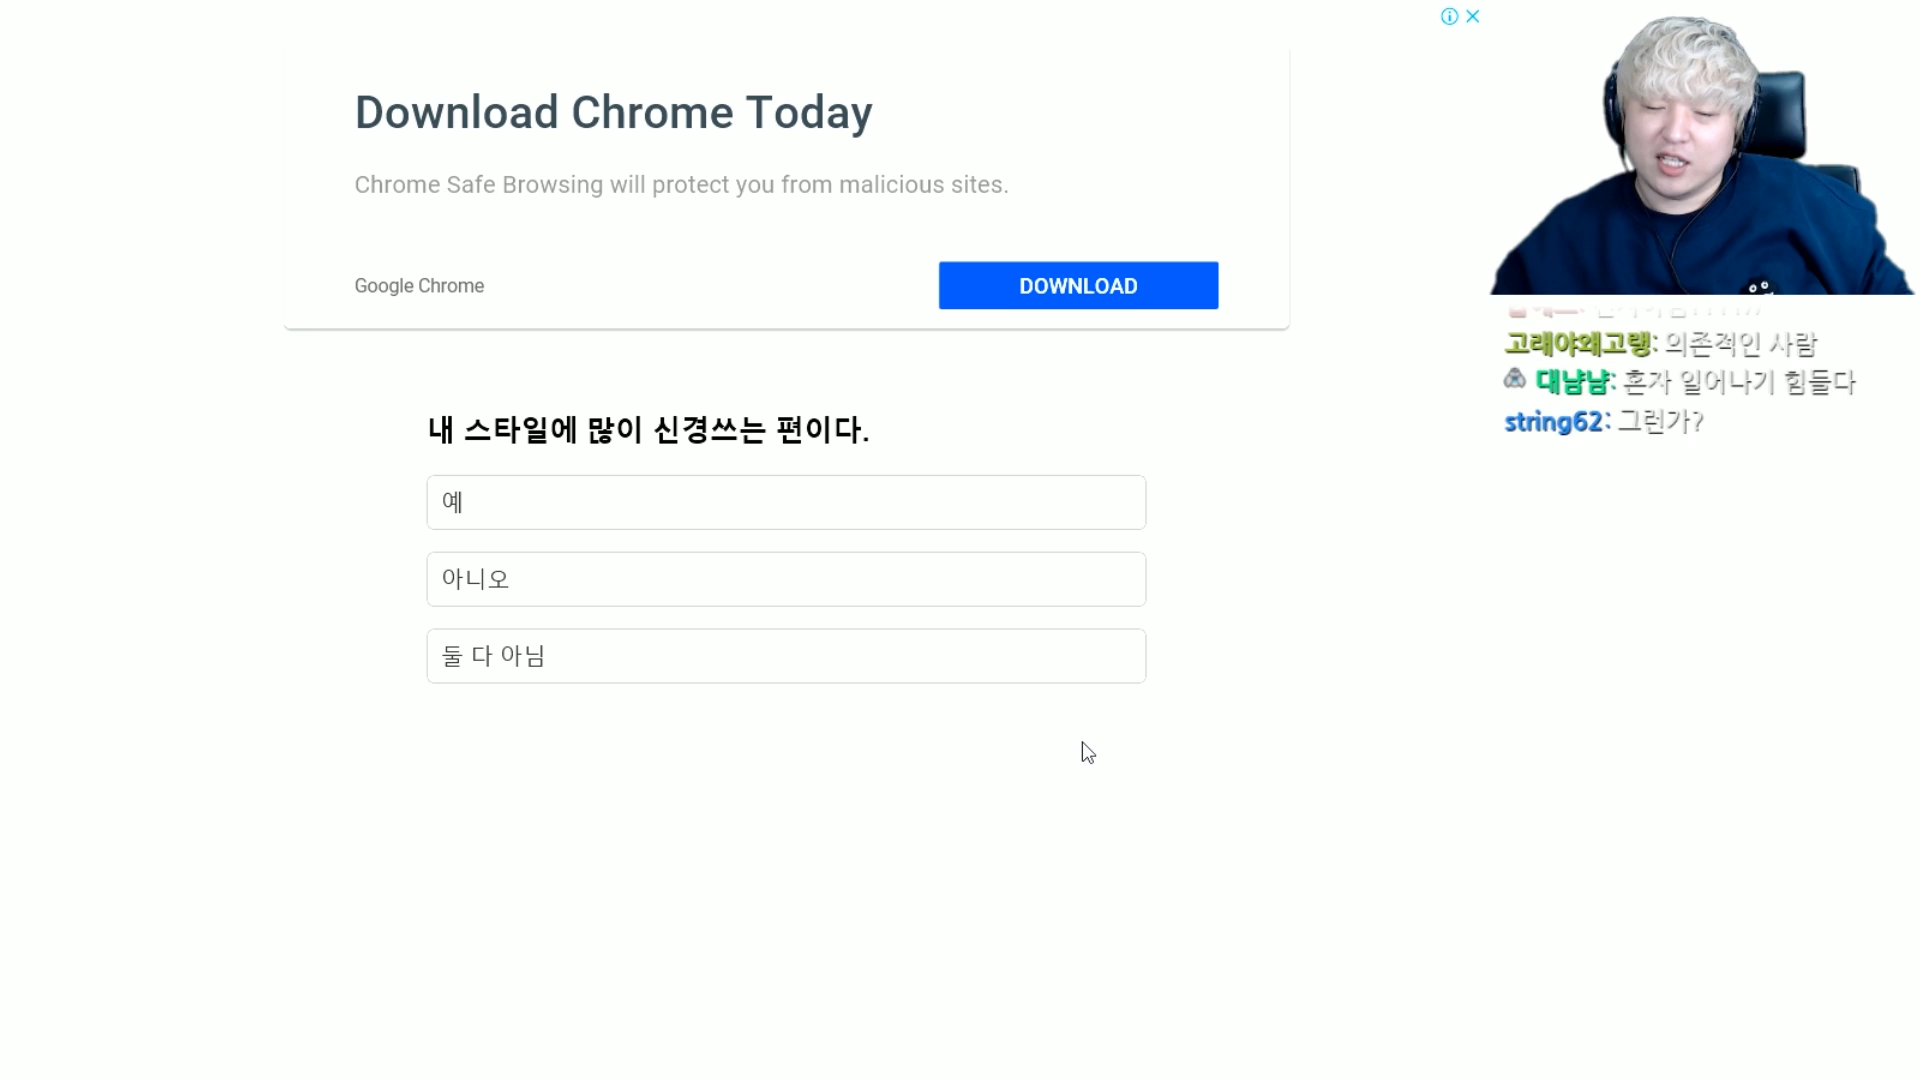 Download Chrome Today
Chrome Safe Browsing will protect you from malicious sites.
Google Chrome
DOWNLOAD
내 스타일에 많이 신경쓰는 편이다.
예
아니오
둘 다 아님
고래야왜고랭: 의존적인 사람
대냥냥: 혼자 일어나기 힘들다
string62: 그런가?